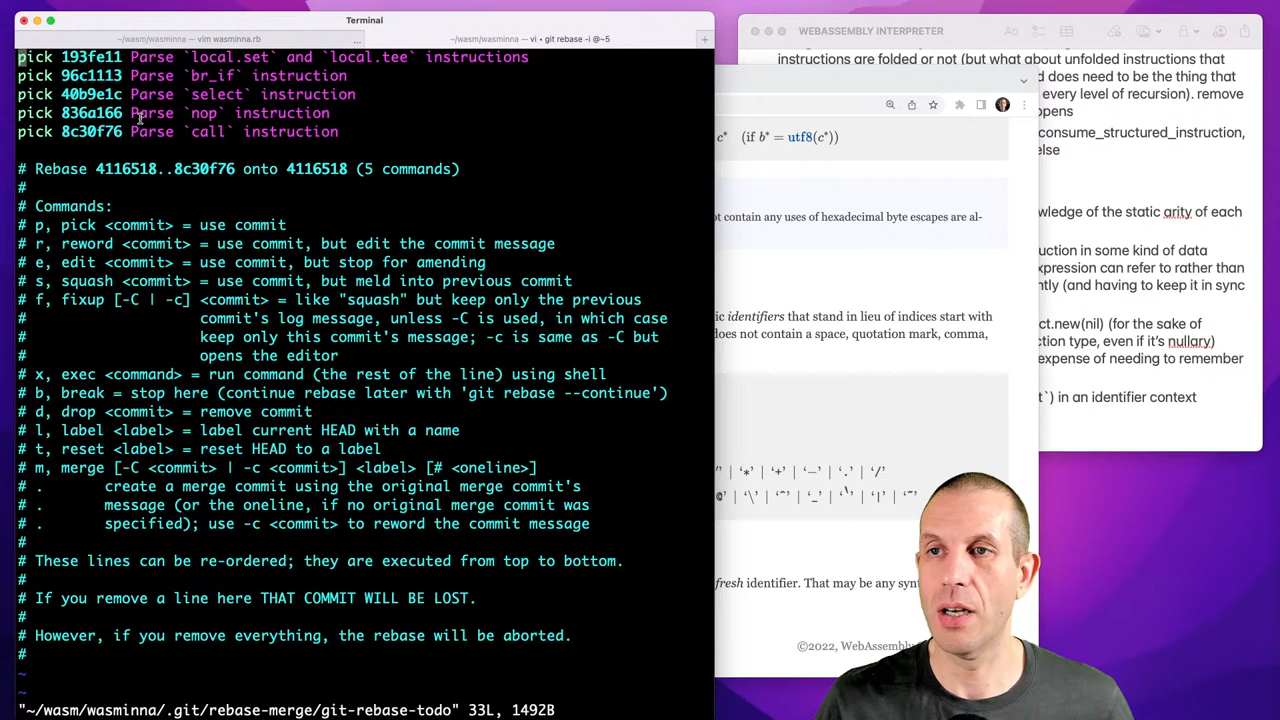 Terminal
~/wasm/wasminna — vim wasminna.rb
...
vi • git rebase -i @~5
+
pick 193fe11 Parse `local.set` and `local.tee` instructions
pick 96c1113 Parse `br_if` instruction
pick 40b9e1c Parse `select` instruction
pick 836a166 Parse `nop` instruction
pick 8c30f76 Parse `call` instruction
# Rebase 4116518..8c30f76 onto 4116518 (5 commands)
#
# Commands:
# p, pick <commit> = use commit
# r, reword <commit> = use commit, but edit the commit message
# e, edit <commit> = use commit, but stop for amending
# s, squash <commit> = use commit, but meld into previous commit
# f, fixup [-C | -c] <commit> = like "squash" but keep only the previous
# commit's log message, unless -C is used, in which case
# keep only this commit's message; -c is same as -C but
# opens the editor
# x, exec <command> = run command (the rest of the line) using shell
# b, break = stop here (continue rebase later with 'git rebase --continue')
# d, drop <commit> = remove commit
# l, label <label> = label current HEAD with a name
# t, reset <label> = reset HEAD to a label
# m, merge [-C <commit> | -c <commit>] <label> [# <oneline>]
# . create a merge commit using the original merge commit's
# . message (or the oneline, if no original merge commit was
# . specified); use -c <commit> to reword the commit message
#
# These lines can be re-ordered; they are executed from top to bottom.
#
# If you remove a line here THAT COMMIT WILL BE LOST.
#
# However, if you remove everything, the rebase will be aborted.
#
~
~
"~/wasm/wasminna/.git/rebase-merge/git-rebase-todo" 33L, 1492B
WEBASSEMBLY INTERPRETER
instructions are folded or not (but what about unfolded instructions that
d does need to be the thing that
every level of recursion). remove
opens
consume_structured_instruction,
else
wledge of the static arity of each
uction in some kind of data
expression can refer to rather than
ntly (and having to keep it in sync
ct.new(nil) (for the sake of
ction type, even if it's nullary)
expense of needing to remember
t`) in an identifier context
c* (if b* = utf8(c*))
ot contain any uses of hexadecimal byte escapes are al-
ic identifiers that stand in lieu of indices start with
does not contain a space, quotation mark, comma,
'*' | '+' | '−' | '.' | '/'
'\' | '^' | '_' | '`' | '|' | '~'
fresh identifier. That may be any
©2022, WebAssembly